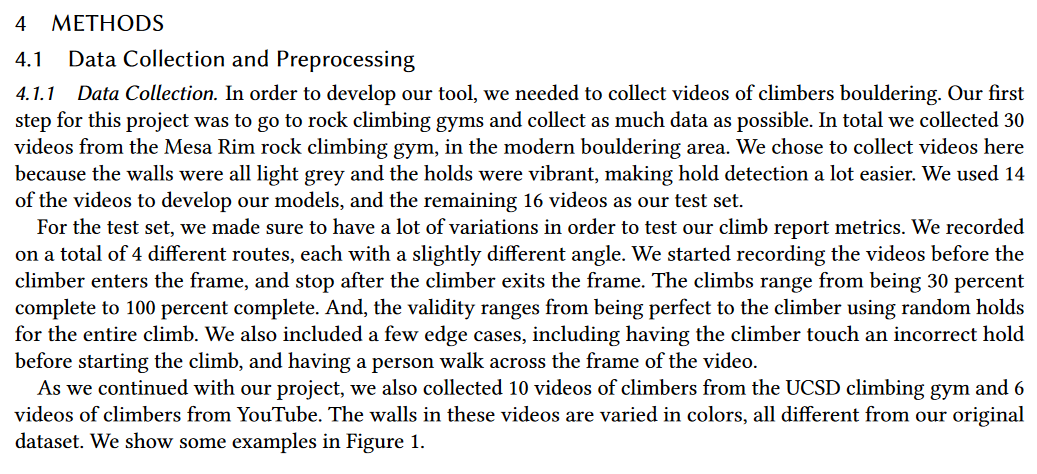 4 METHODS
4.1 Data Collection and Preprocessing
4.1.1 Data Collection. In order to develop our tool, we needed to collect videos of climbers bouldering. Our first
step for this project was to go to rock climbing gyms and collect as much data as possible. In total we collected 30
videos from the Mesa Rim rock climbing gym, in the modern bouldering area. We chose to collect videos here
because the walls were all light grey and the holds were vibrant, making hold detection a lot easier. We used 14
of the videos to develop our models, and the remaining 16 videos as our test set.
For the test set, we made sure to have a lot of variations in order to test our climb report metrics. We recorded
on a total of 4 different routes, each with a slightly different angle. We started recording the videos before the
climber enters the frame, and stop after the climber exits the frame. The climbs range from being 30 percent
complete to 100 percent complete. And, the validity ranges from being perfect to the climber using random holds
for the entire climb. We also included a few edge cases, including having the climber touch an incorrect hold
before starting the climb, and having a person walk across the frame of the video.
As we continued with our project, we also collected 10 videos of climbers from the UCSD climbing gym and 6
videos of climbers from YouTube. The walls in these videos are varied in colors, all different from our original
dataset. We show some examples in Figure 1.